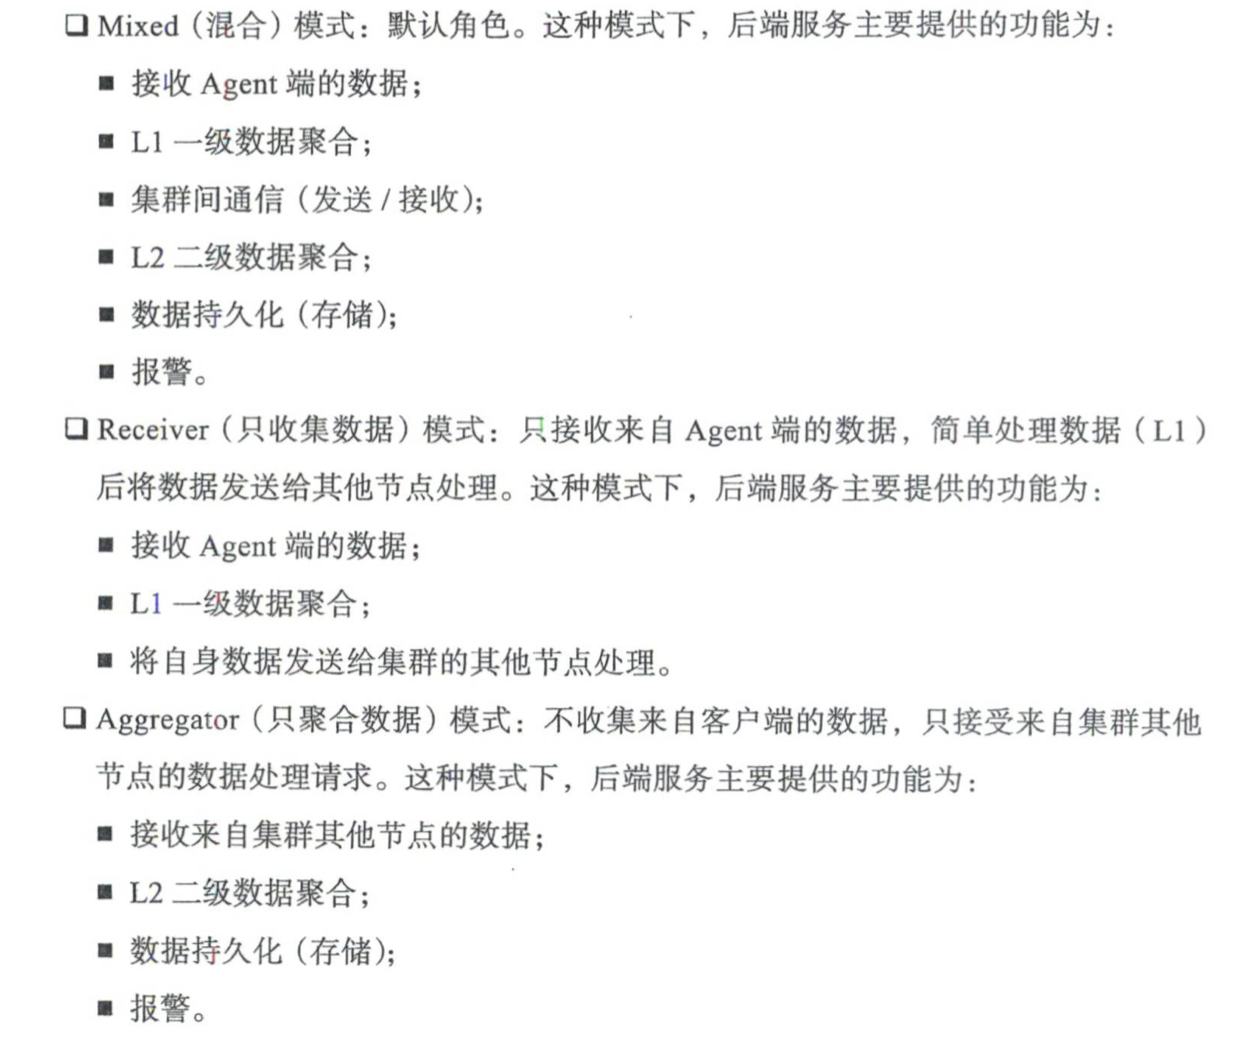 ❑ Mixed（混合）模式：默认角色。这种模式下，后端服务主要提供的功能为：
■ 接收 Agent 端的数据；
■ L1 一级数据聚合；
■ 集群间通信（发送 / 接收）；
■ L2 二级数据聚合；
■ 数据持久化（存储）；
■ 报警。
❑ Receiver（只收集数据）模式：只接收来自 Agent 端的数据，简单处理数据（L1）
后将数据发送给其他节点处理。这种模式下，后端服务主要提供的功能为：
■ 接收 Agent 端的数据；
■ L1 一级数据聚合；
■ 将自身数据发送给集群的其他节点处理。
❑ Aggregator（只聚合数据）模式：不收集来自客户端的数据，只接受来自集群其他
节点的数据处理请求。这种模式下，后端服务主要提供的功能为：
■ 接收来自集群其他节点的数据；
■ L2 二级数据聚合；
■ 数据持久化（存储）；
■ 报警。